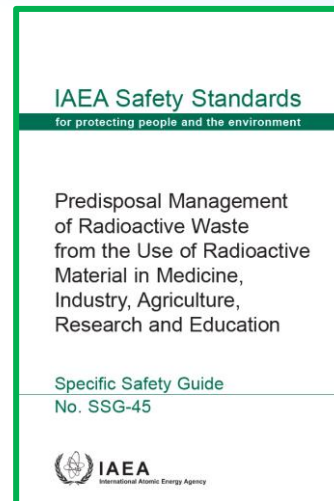 IAEA Safety Standards
for protecting people and the environment
Predisposal Management
of Radioactive Waste
from the Use of Radioactive
Material in Medicine,
Industry, Agriculture,
Research and Education
Specific Safety Guide
No. SSG-45
IAEA
International Atomic Energy Agency